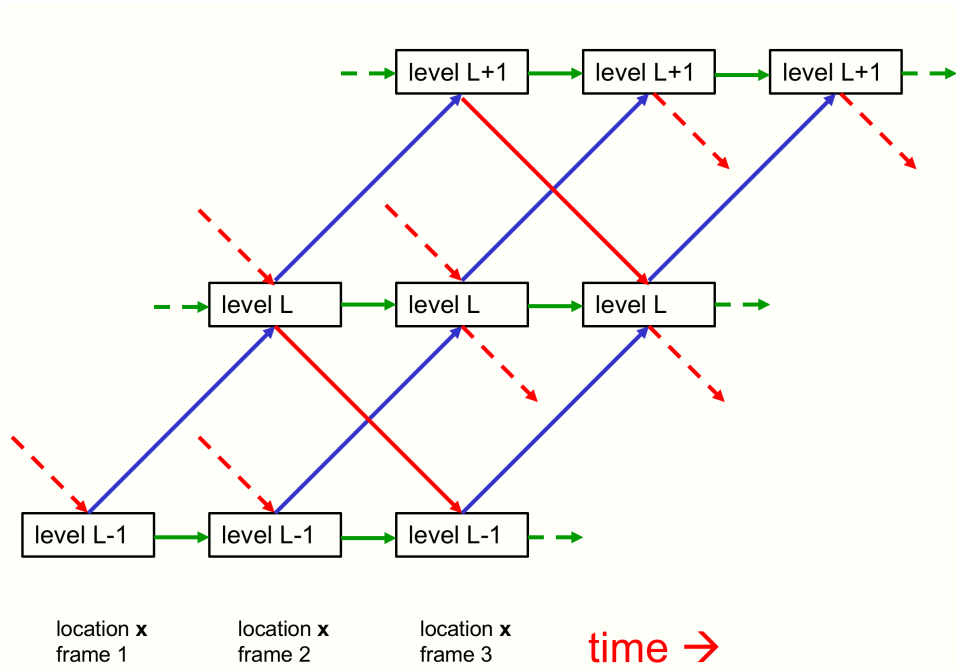 level L+1 level L+1 level L+1
level L level L level L
level L-1 level L-1 level L-1
location x location x location x
frame 1 frame 2 frame 3
time →